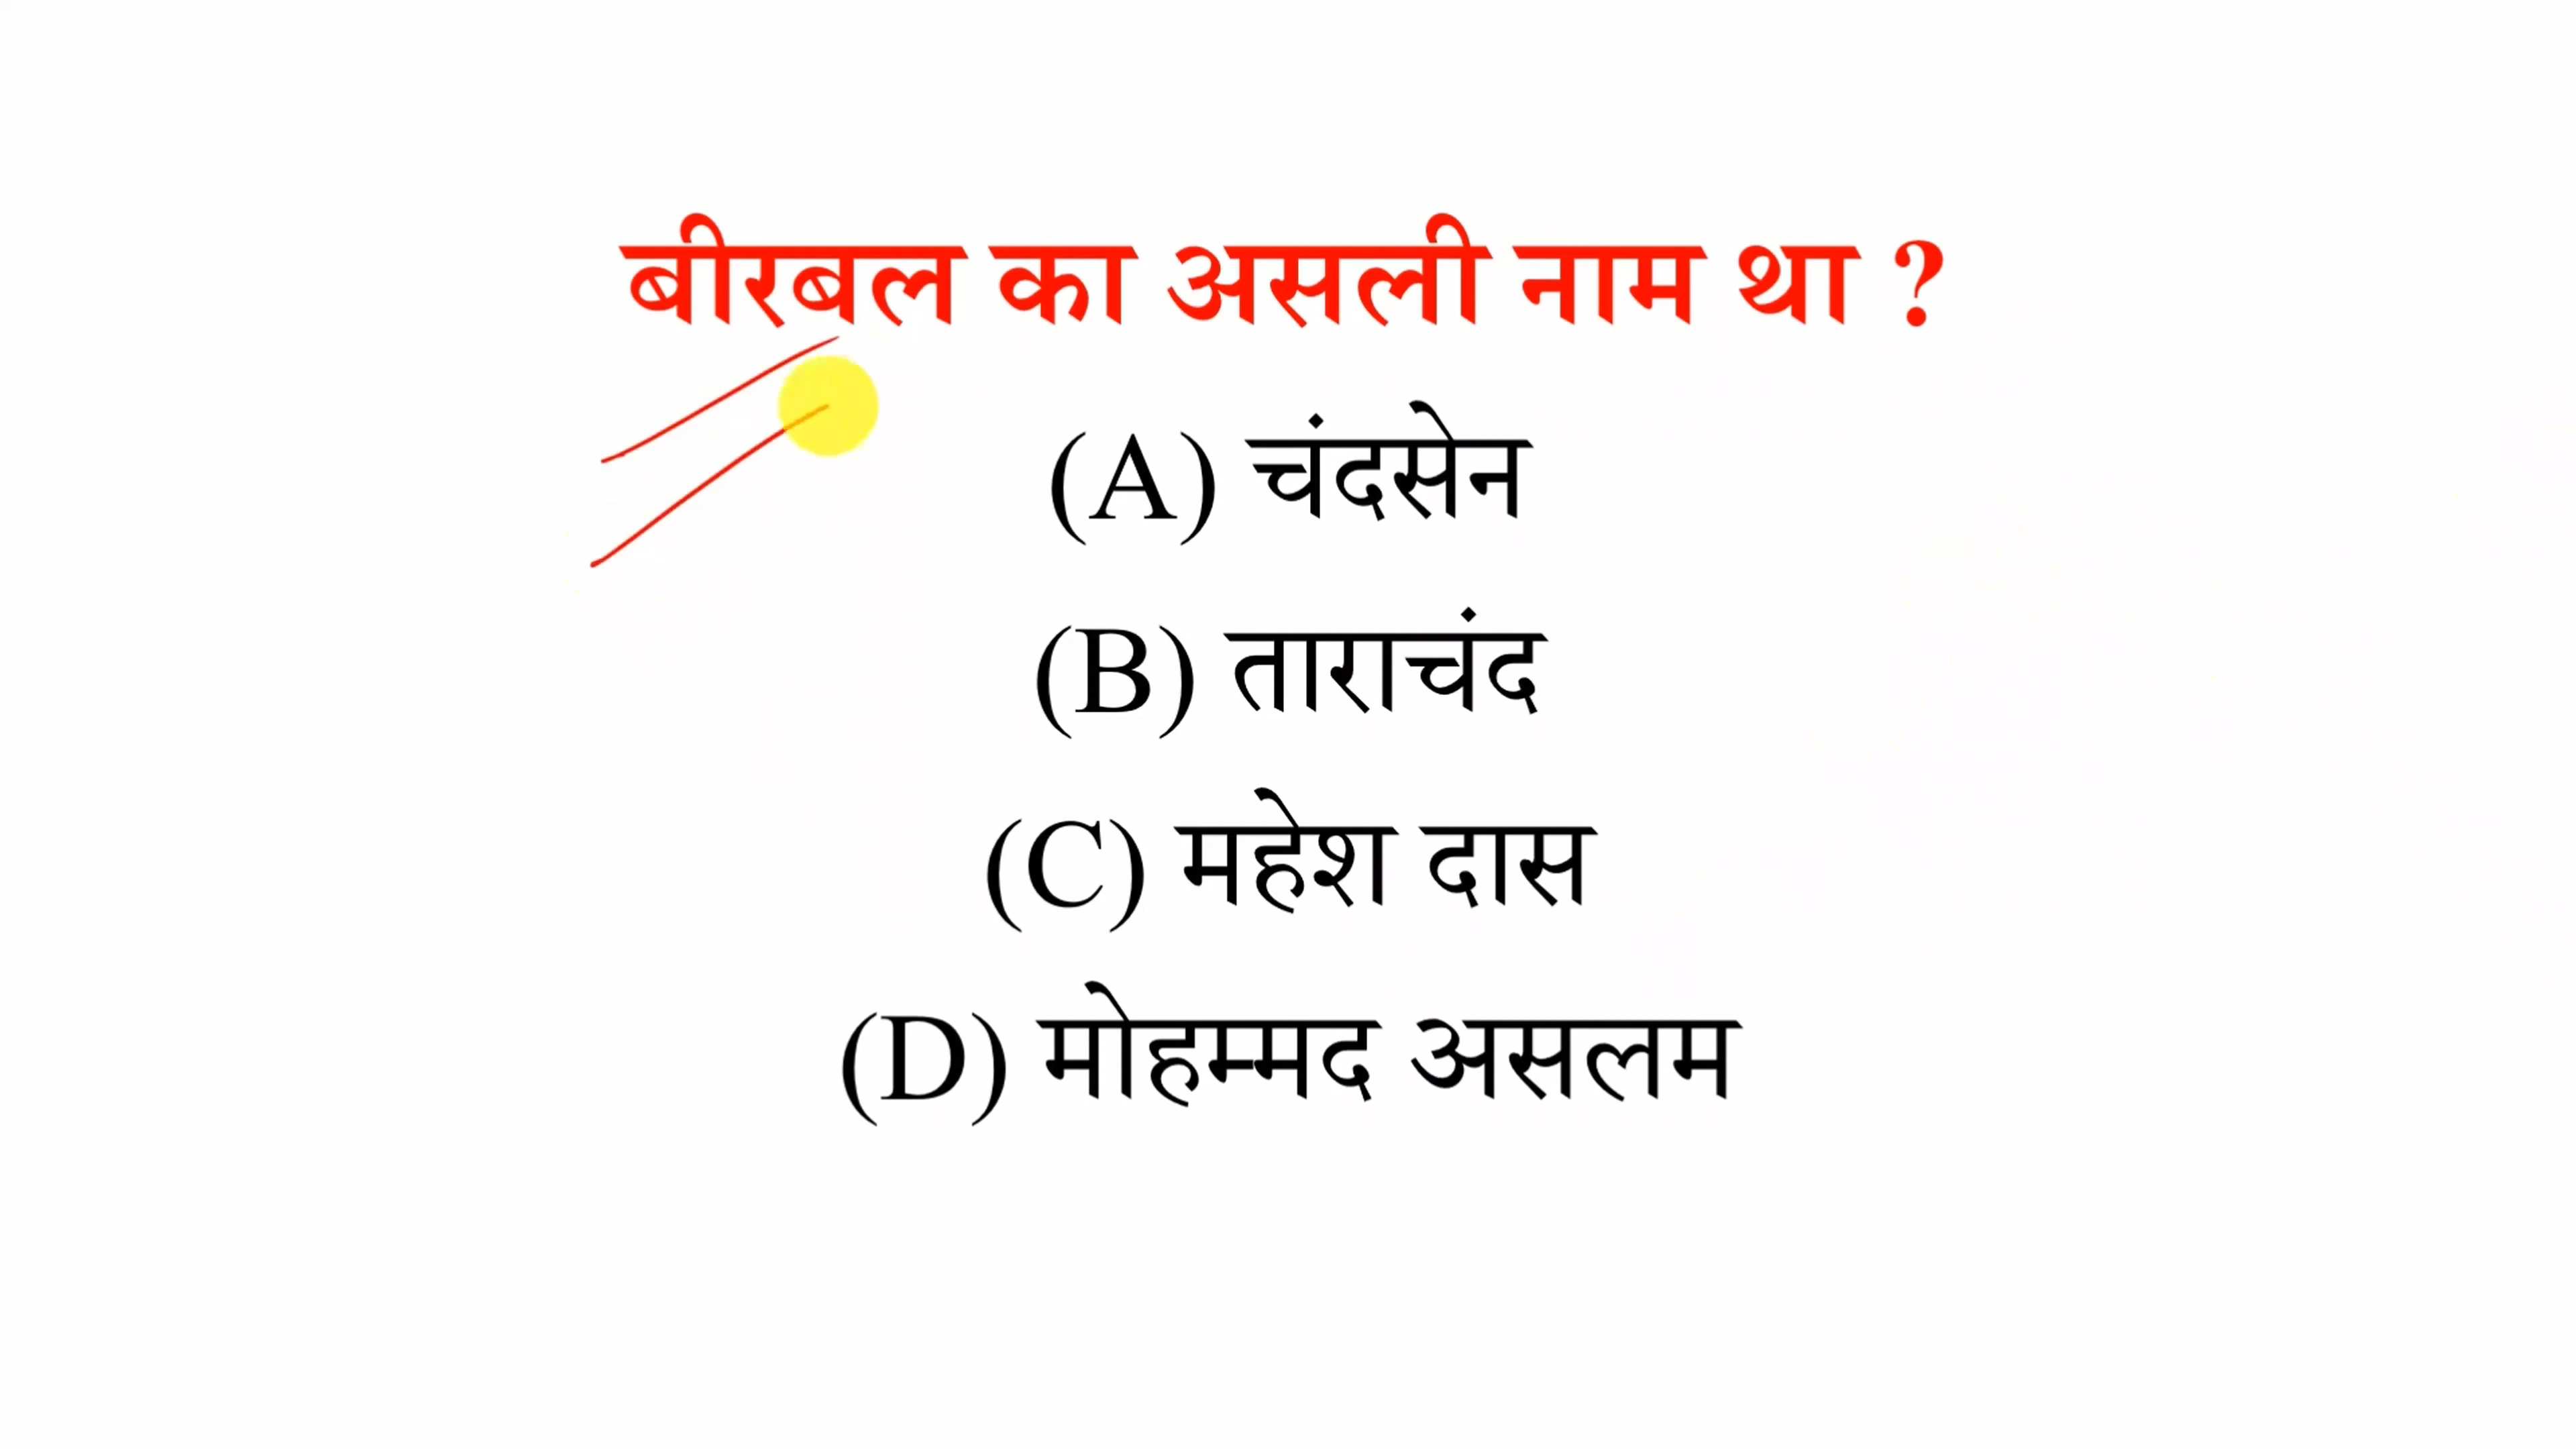 बीरबल का असली नाम था ?
(A) चंदसेन
(B) ताराचंद
(C) महेश दास
(D) मोहम्मद असलम